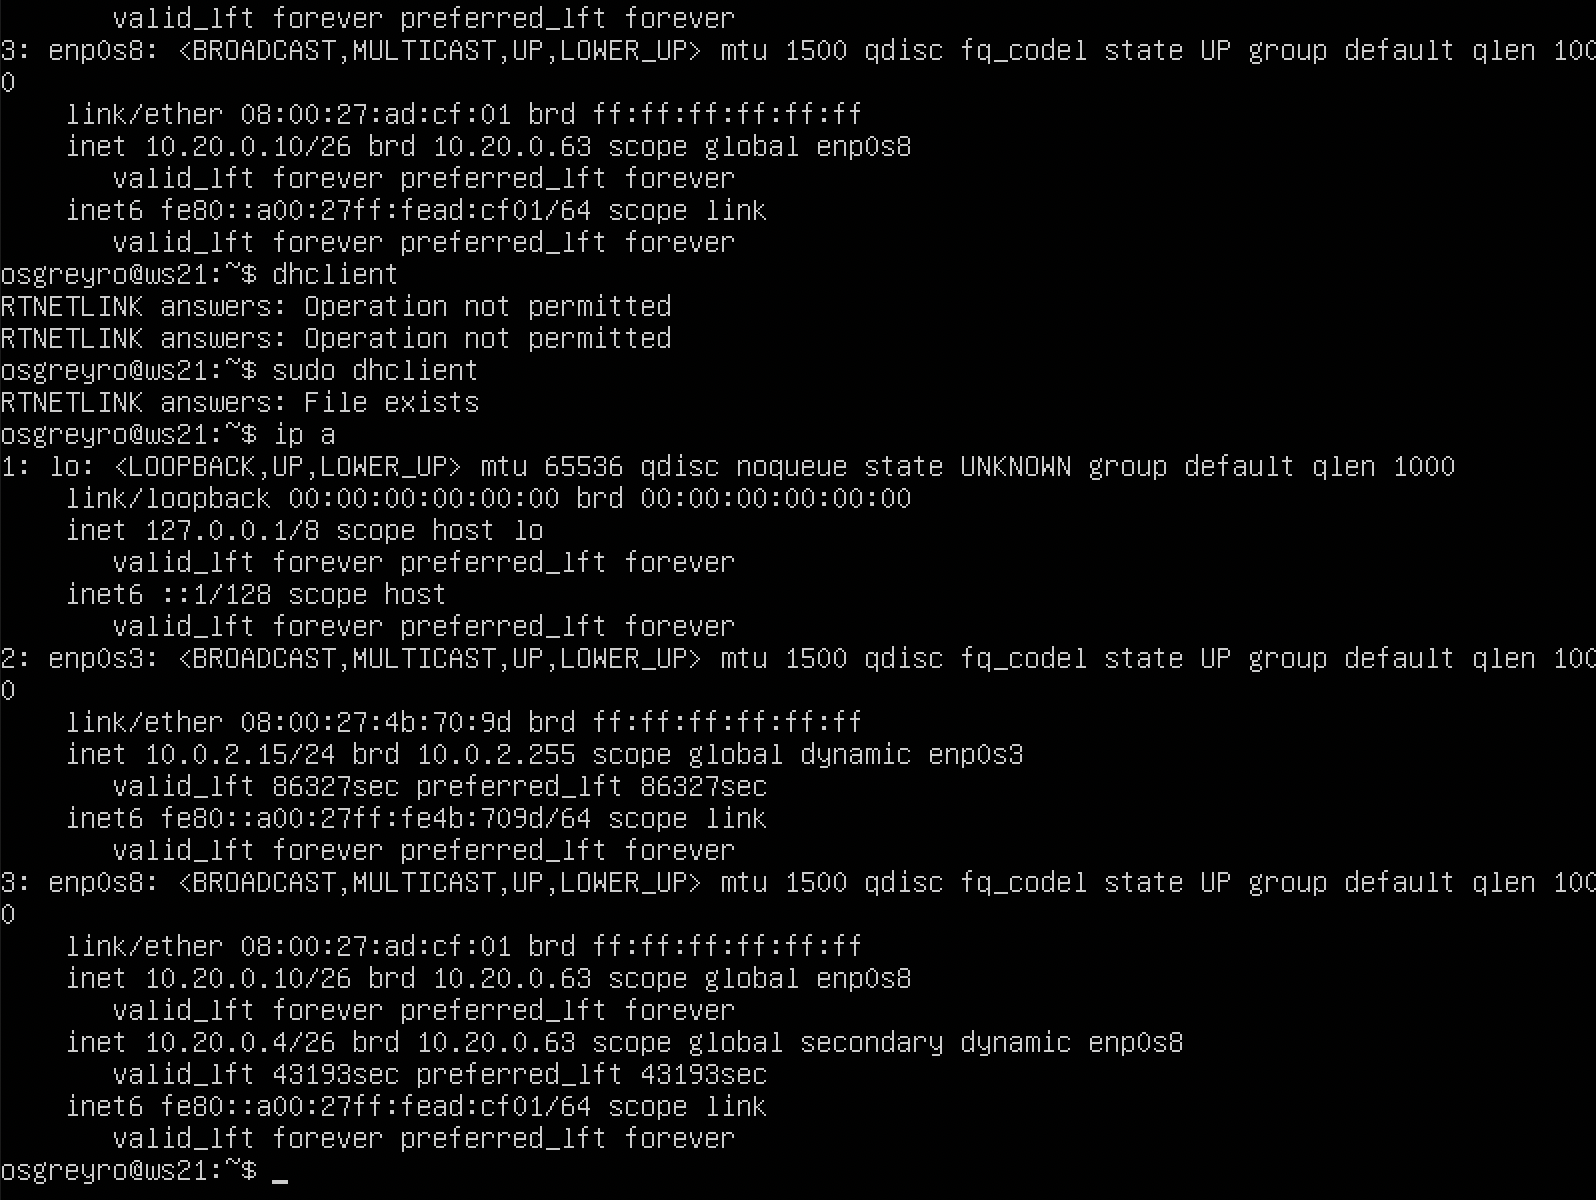 valid_lft forever preferred_lft forever
3: enp0s8: <BROADCAST,MULTICAST,UP,LOWER_UP> mtu 1500 qdisc fq_codel state UP group default qlen 100
0
    link/ether 08:00:27:ad:cf:01 brd ff:ff:ff:ff:ff:ff
    inet 10.20.0.10/26 brd 10.20.0.63 scope global enp0s8
       valid_lft forever preferred_lft forever
    inet6 fe80::a00:27ff:fead:cf01/64 scope link
       valid_lft forever preferred_lft forever
osgreyro@ws21:~$ dhclient
RTNETLINK answers: Operation not permitted
RTNETLINK answers: Operation not permitted
osgreyro@ws21:~$ sudo dhclient
RTNETLINK answers: File exists
osgreyro@ws21:~$ ip a
1: lo: <LOOPBACK,UP,LOWER_UP> mtu 65536 qdisc noqueue state UNKNOWN group default qlen 1000
    link/loopback 00:00:00:00:00:00 brd 00:00:00:00:00:00
    inet 127.0.0.1/8 scope host lo
       valid_lft forever preferred_lft forever
    inet6 ::1/128 scope host
       valid_lft forever preferred_lft forever
2: enp0s3: <BROADCAST,MULTICAST,UP,LOWER_UP> mtu 1500 qdisc fq_codel state UP group default qlen 100
0
    link/ether 08:00:27:4b:70:9d brd ff:ff:ff:ff:ff:ff
    inet 10.0.2.15/24 brd 10.0.2.255 scope global dynamic enp0s3
       valid_lft 86327sec preferred_lft 86327sec
    inet6 fe80::a00:27ff:fe4b:709d/64 scope link
       valid_lft forever preferred_lft forever
3: enp0s8: <BROADCAST,MULTICAST,UP,LOWER_UP> mtu 1500 qdisc fq_codel state UP group default qlen 100
0
    link/ether 08:00:27:ad:cf:01 brd ff:ff:ff:ff:ff:ff
    inet 10.20.0.10/26 brd 10.20.0.63 scope global enp0s8
       valid_lft forever preferred_lft forever
    inet 10.20.0.4/26 brd 10.20.0.63 scope global secondary dynamic enp0s8
       valid_lft 43193sec preferred_lft 43193sec
    inet6 fe80::a00:27ff:fead:cf01/64 scope link
       valid_lft forever preferred_lft forever
osgreyro@ws21:~$ _